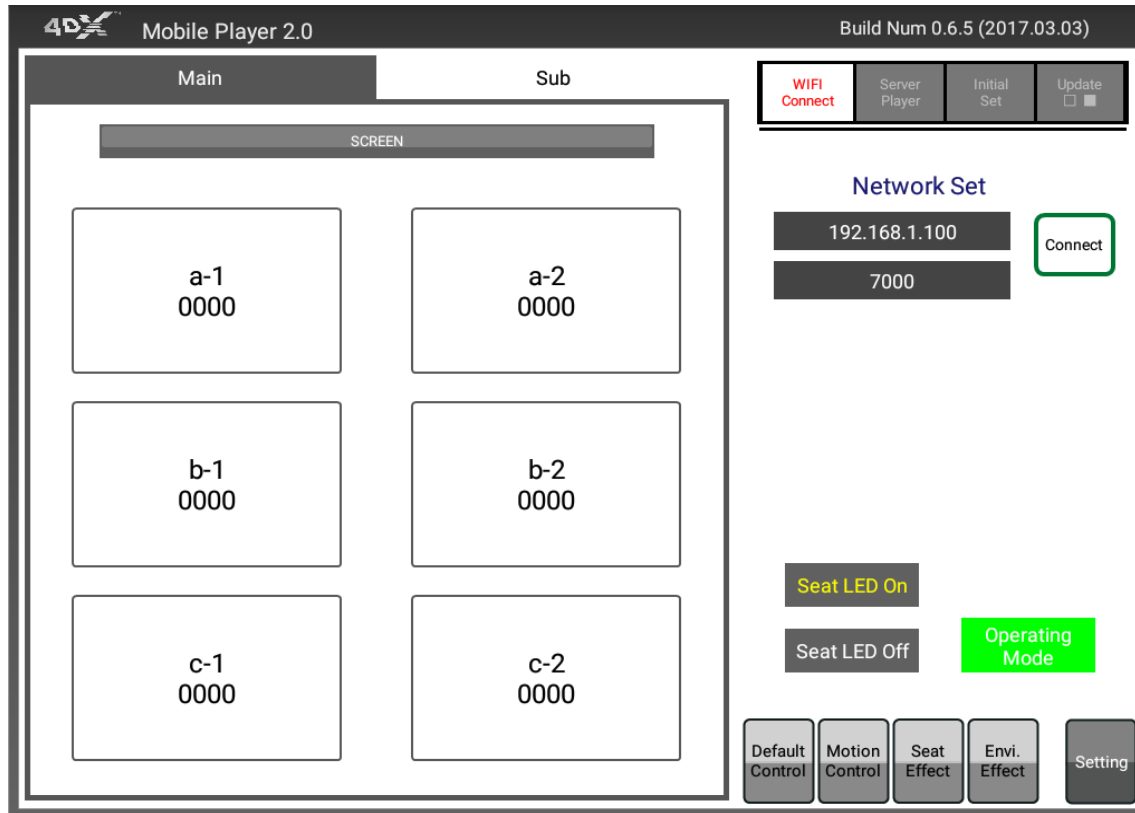 4DX™ Mobile Player 2.0
Build Num 0.6.5 (2017.03.03)
Main
Sub
WIFI
Connect
Server
Player
Initial
Set
Update
SCREEN
Network Set
192.168.1.100
7000
Connect
a-1
0000
a-2
0000
b-1
0000
b-2
0000
c-1
0000
c-2
0000
Seat LED On
Seat LED Off
Operating
Mode
Default
Control
Motion
Control
Seat
Effect
Envi.
Effect
Setting